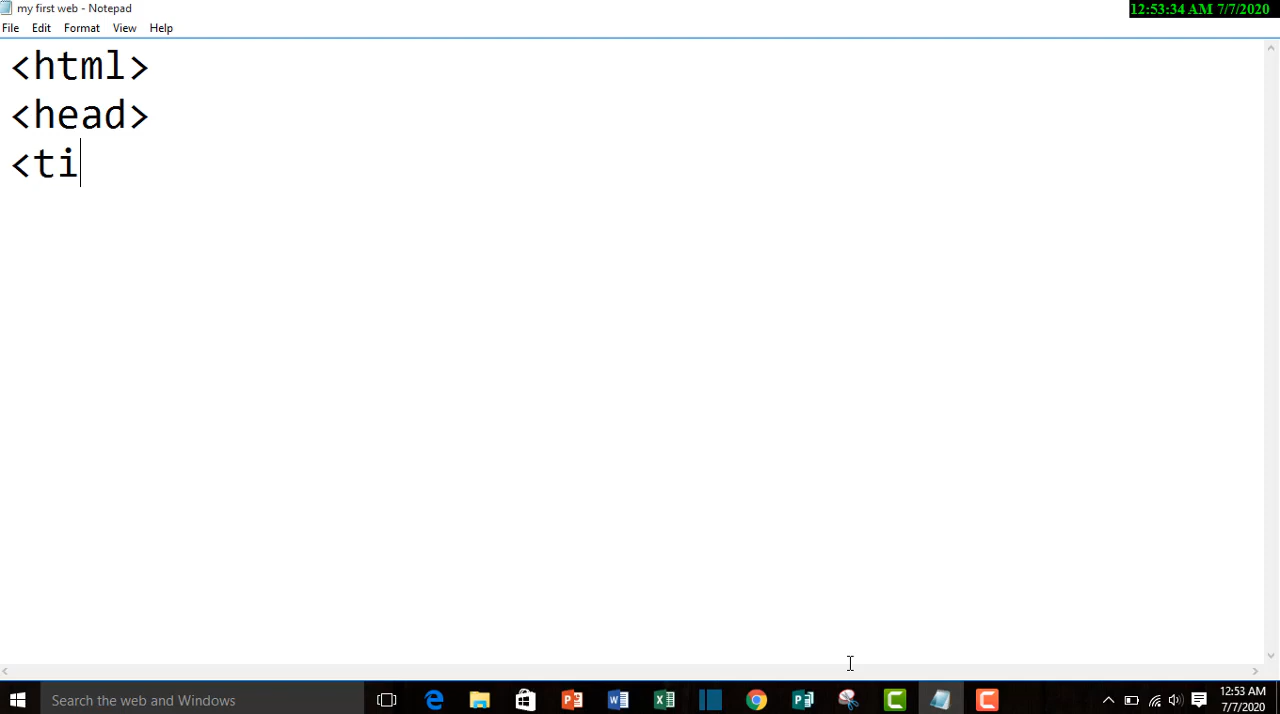 my first web - Notepad
12:53:34 AM 7/7/2020
File Edit Format View Help
<html>
<head>
<ti
Search the web and Windows
12:53 AM
7/7/2020